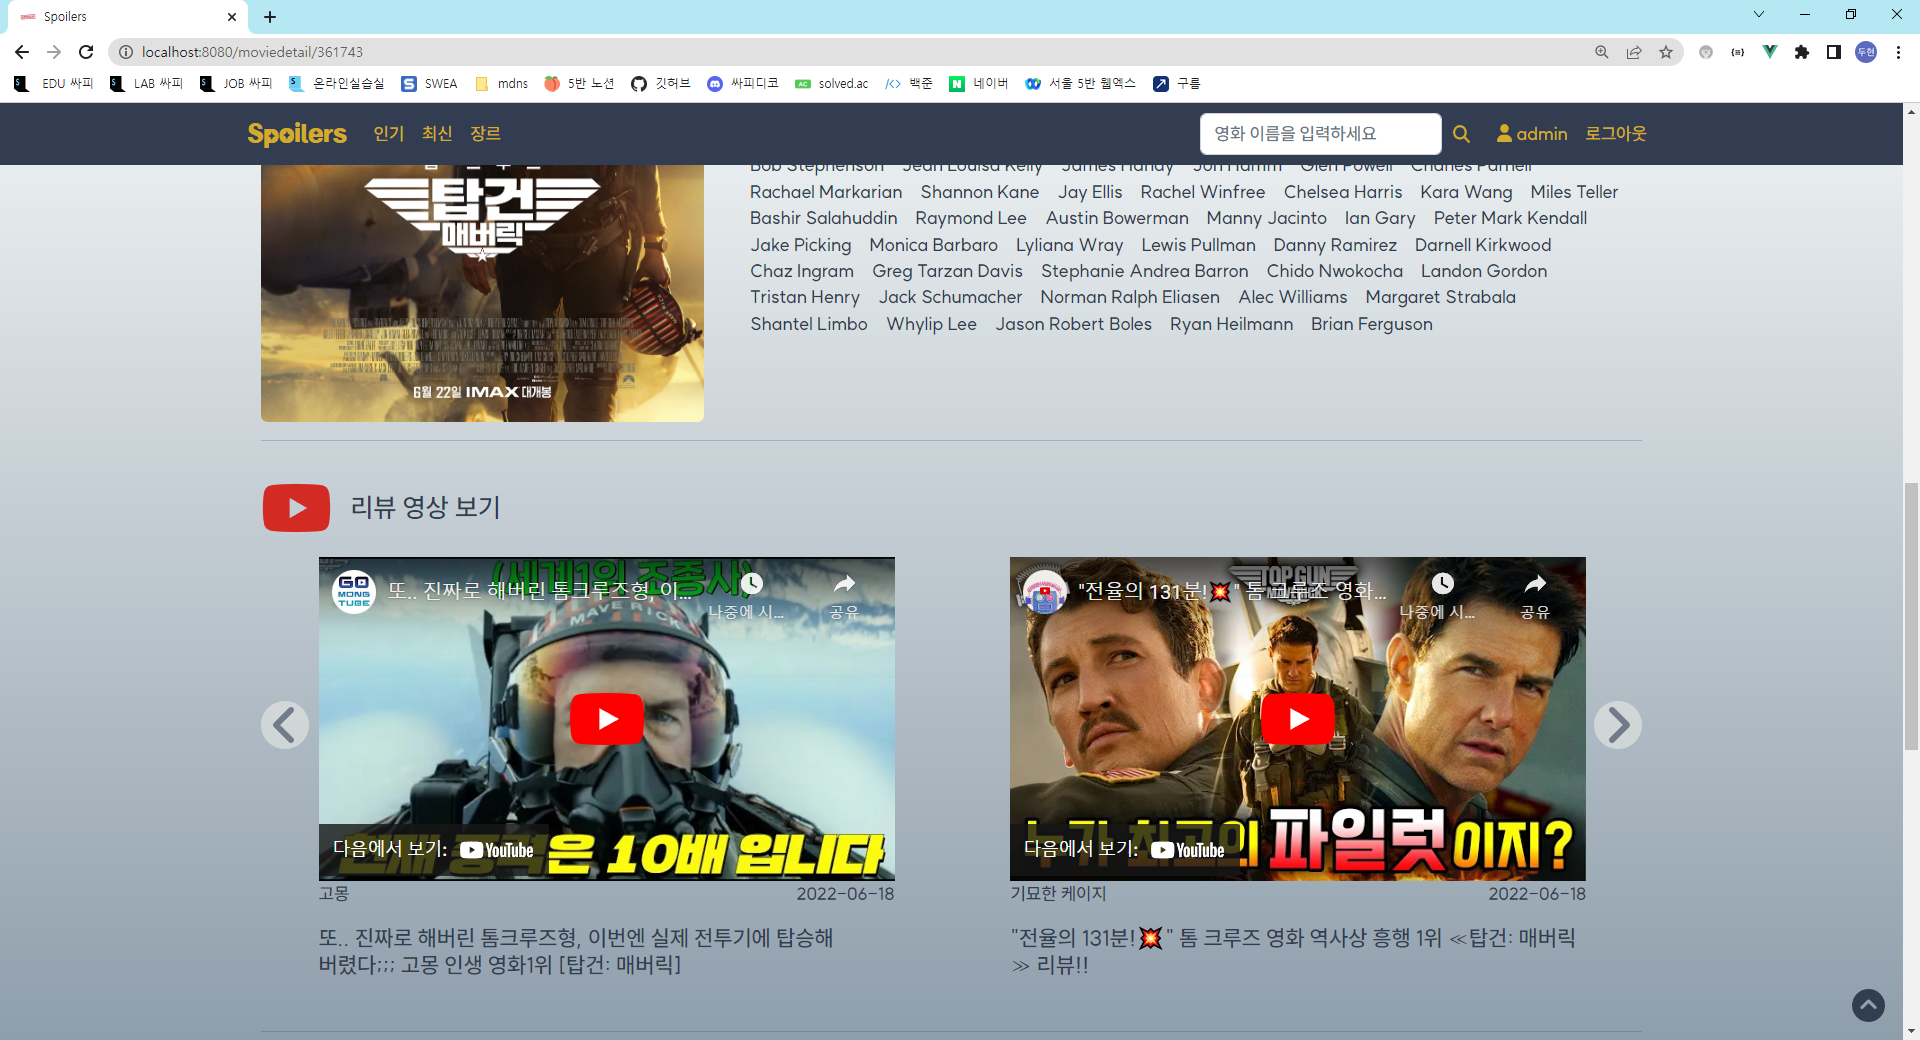 Spoilers
localhost:8080/moviedetail/361743
두현
EDU 싸피 LAB 싸피 JOB 싸피 온라인실습실 SWEA mdns 5반 노션 깃허브 싸피디코 solved.ac 백준 네이버 서울 5반 웹엑스 구름
Spoilers 인기 최신 장르 영화 이름을 입력하세요 admin 로그아웃
Bob Stephenson Jean Louisa Kelly James Handy Jon Hamm Glen Powell Charles Parnell
Rachael Markarian Shannon Kane Jay Ellis Rachel Winfree Chelsea Harris Kara Wang Miles Teller
Bashir Salahuddin Raymond Lee Austin Bowerman Manny Jacinto Ian Gary Peter Mark Kendall
Jake Picking Monica Barbaro Lyliana Wray Lewis Pullman Danny Ramirez Darnell Kirkwood
Chaz Ingram Greg Tarzan Davis Stephanie Andrea Barron Chido Nwokocha Landon Gordon
Tristan Henry Jack Schumacher Norman Ralph Eliasen Alec Williams Margaret Strabala
Shantel Limbo Whylip Lee Jason Robert Boles Ryan Heilmann Brian Ferguson
탑건
매버릭
6월 22일 IMAX 대개봉
리뷰 영상 보기
(세계1위 조종사)
GO MONG TUBE
또.. 진짜로 해버린 톰크루즈형, 이...
나중에 시... 공유
MAVERICK
다음에서 보기: YouTube
은 10배 입니다
고몽 2022-06-18
또.. 진짜로 해버린 톰크루즈형, 이번엔 실제 전투기에 탑승해
버렸다;;; 고몽 인생 영화1위 [탑건: 매버릭]
TOP GUN
"전율의 131분!💥" 톰 크루즈 영화...
나중에 시... 공유
누가 최고의 파일럿이지?
다음에서 보기: YouTube
기묘한 케이지 2022-06-18
"전율의 131분!💥" 톰 크루즈 영화 역사상 흥행 1위 ≪탑건: 매버릭
≫ 리뷰!!